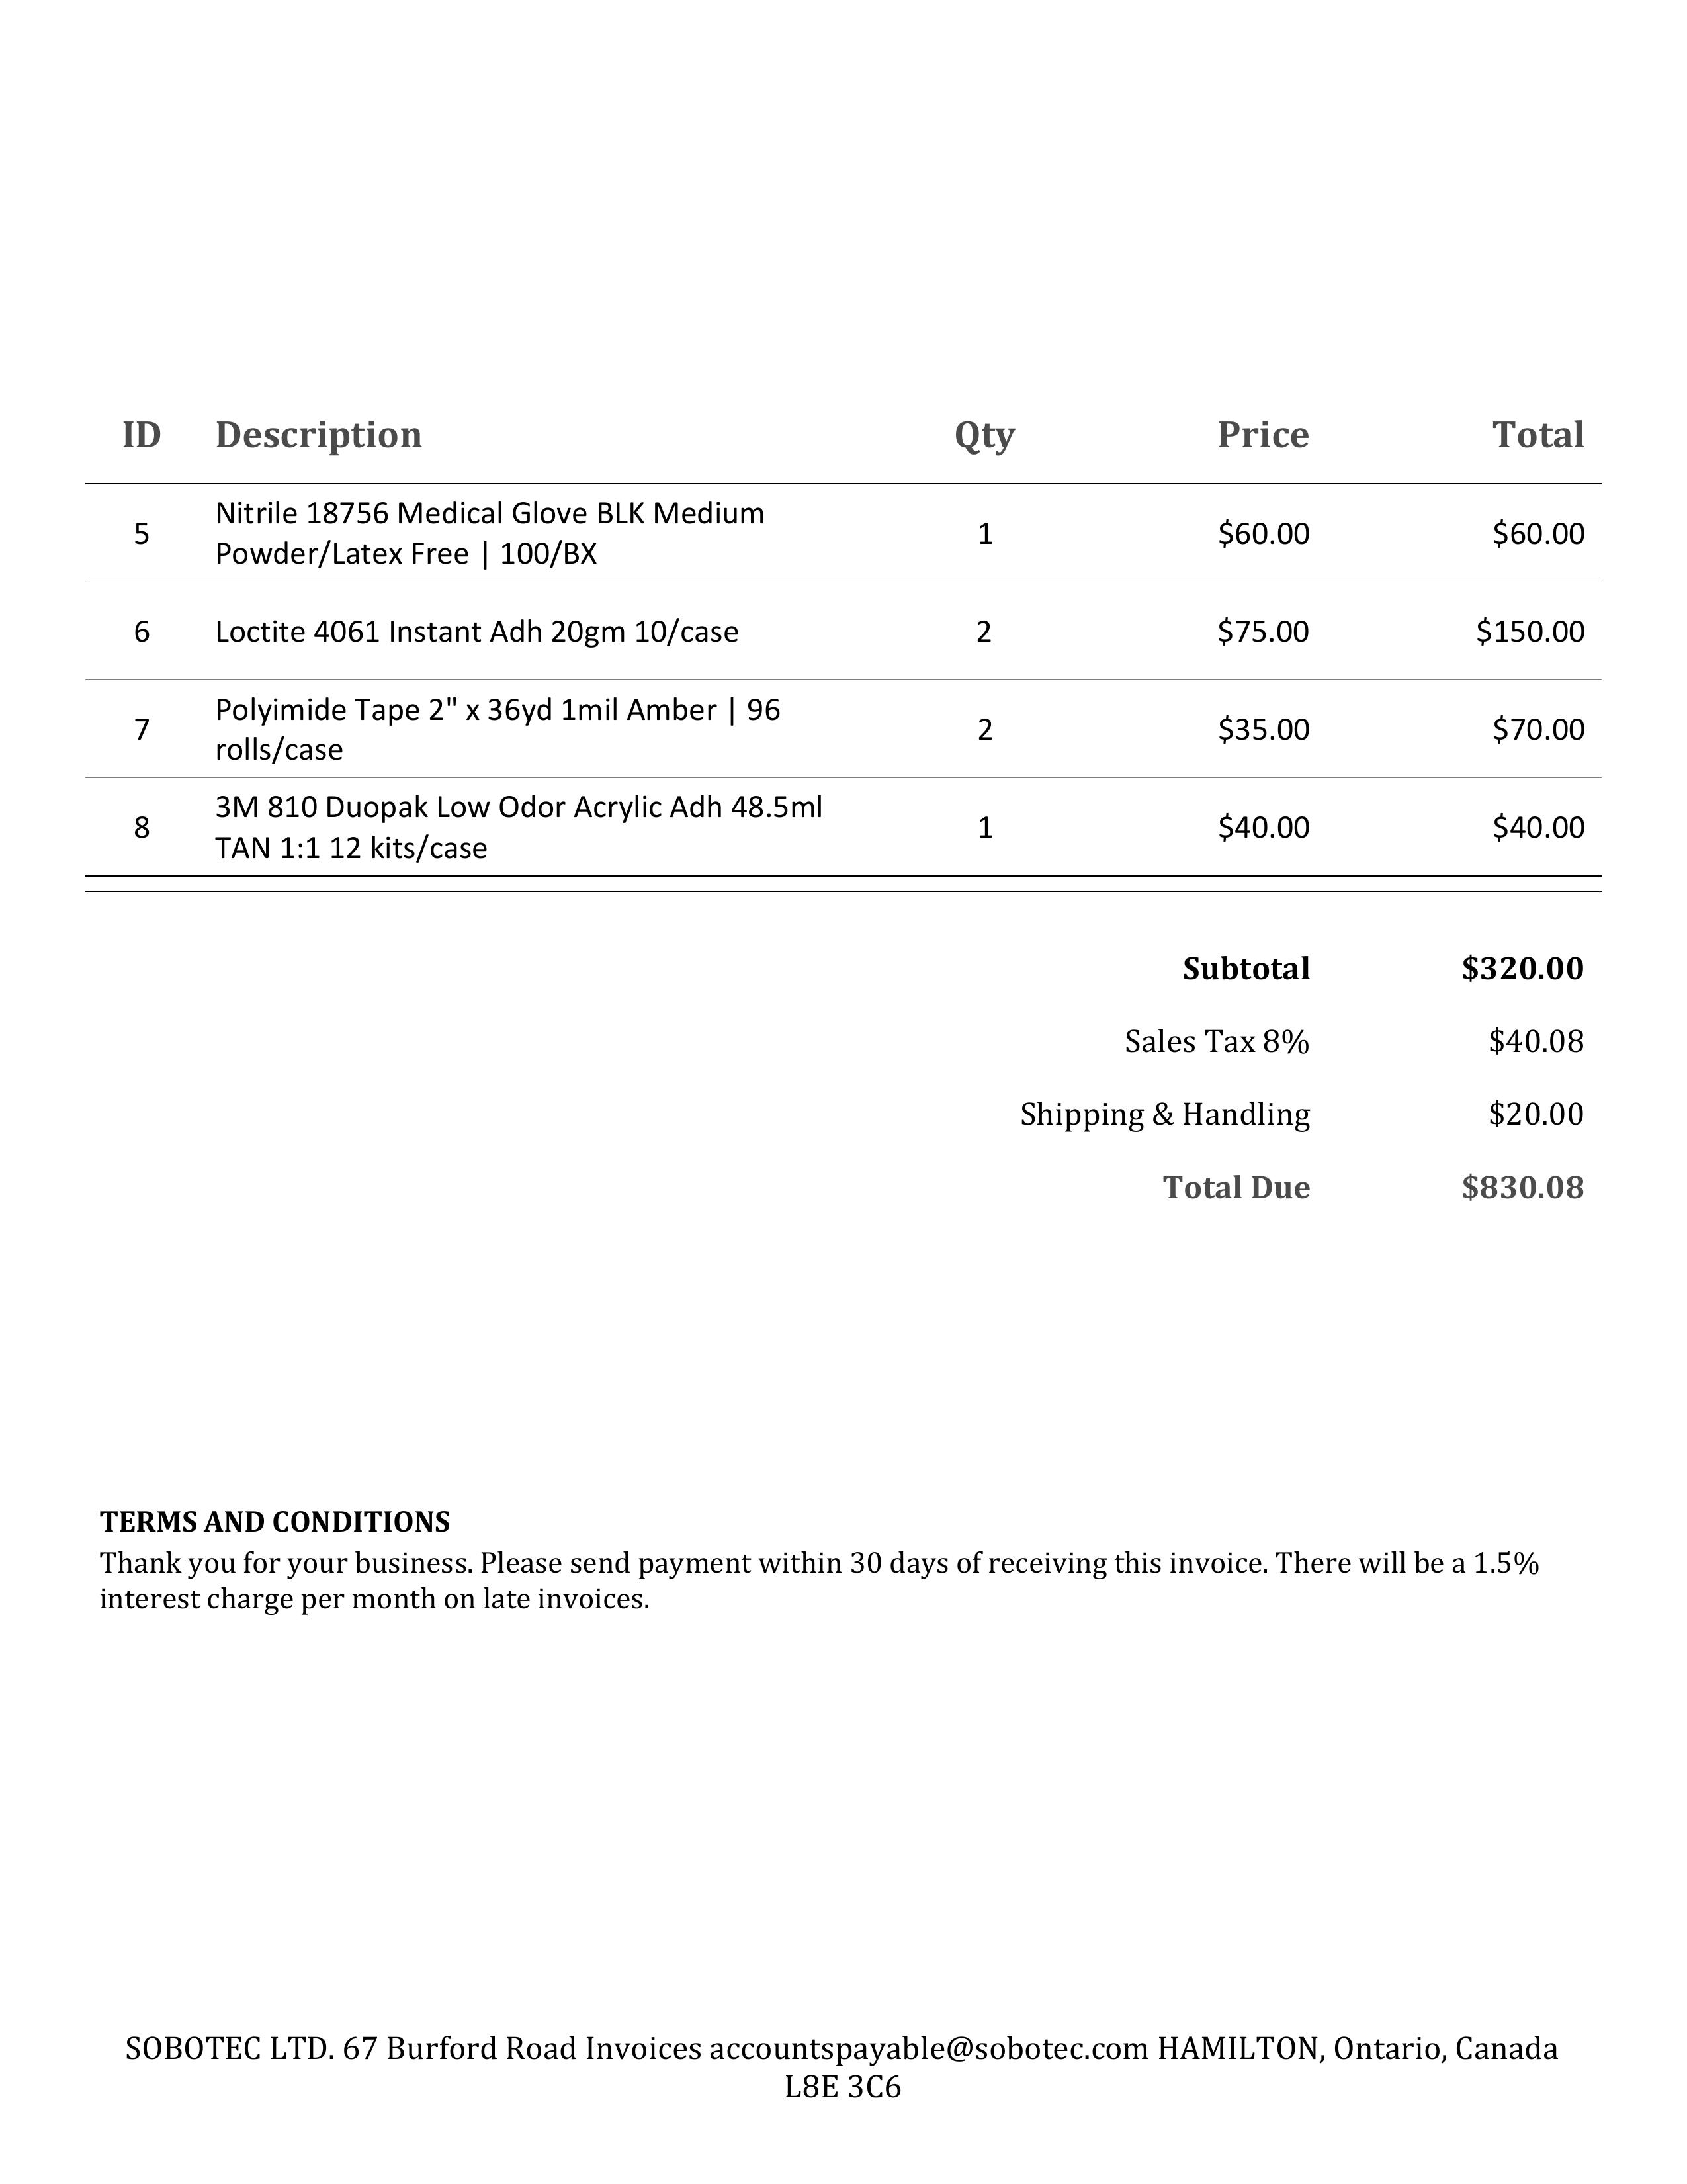 ID Description Qty Price Total
5 Nitrile 18756 Medical Glove BLK Medium
Powder/Latex Free | 100/BX 1 $60.00 $60.00
6 Loctite 4061 Instant Adh 20gm 10/case 2 $75.00 $150.00
7 Polyimide Tape 2" x 36yd 1mil Amber | 96
rolls/case 2 $35.00 $70.00
8 3M 810 Duopak Low Odor Acrylic Adh 48.5ml
TAN 1:1 12 kits/case 1 $40.00 $40.00
Subtotal $320.00
Sales Tax 8% $40.08
Shipping & Handling $20.00
Total Due $830.08
TERMS AND CONDITIONS
Thank you for your business. Please send payment within 30 days of receiving this invoice. There will be a 1.5%
interest charge per month on late invoices.
SOBOTEC LTD. 67 Burford Road Invoices accountspayable@sobotec.com HAMILTON, Ontario, Canada
L8E 3C6